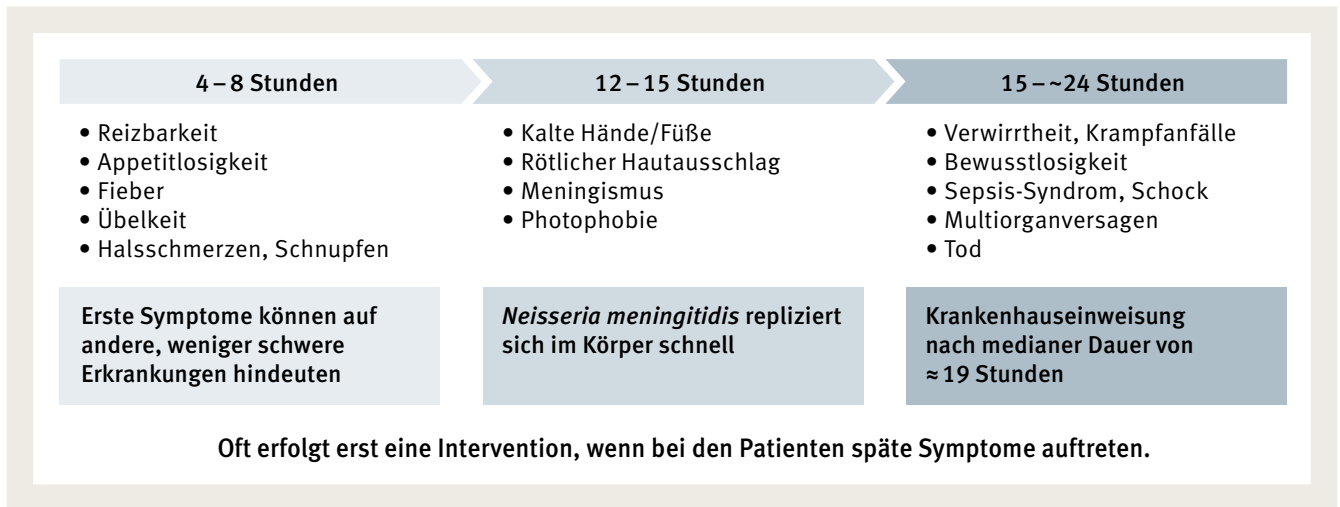 4 – 8 Stunden
• Reizbarkeit
• Appetitlosigkeit
• Fieber
• Übelkeit
• Halsschmerzen, Schnupfen
Erste Symptome können auf
andere, weniger schwere
Erkrankungen hindeuten
12 – 15 Stunden
• Kalte Hände/Füße
• Rötlicher Hautausschlag
• Meningismus
• Photophobie
Neisseria meningitidis repliziert
sich im Körper schnell
15 – ~24 Stunden
• Verwirrtheit, Krampfanfälle
• Bewusstlosigkeit
• Sepsis-Syndrom, Schock
• Multiorganversagen
• Tod
Krankenhauseinweisung
nach medianer Dauer von
≈ 19 Stunden
Oft erfolgt erst eine Intervention, wenn bei den Patienten späte Symptome auftreten.